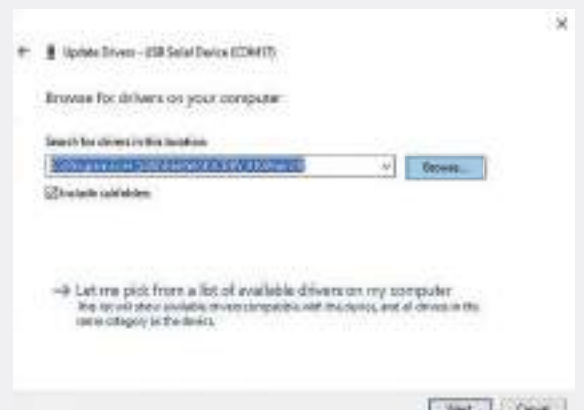 Update Drivers - USB Serial Device (COM17)
Browse for drivers on your computer
Search for drivers in this location:
Browse...
Include subfolders
Let me pick from a list of available drivers on my computer
This list will show available drivers compatible with the device, and all drivers in the
same category as the device.
Next Cancel